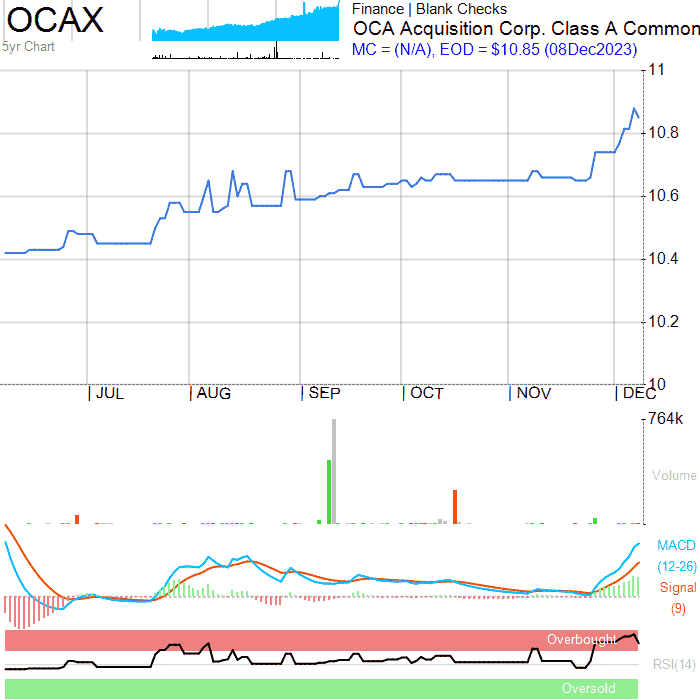 OCAX
5yr Chart
Finance | Blank Checks
OCA Acquisition Corp. Class A Common
MC = (N/A), EOD = $10.85 (08Dec2023)
11
10.8
10.6
10.4
10.2
10
JUL
AUG
SEP
OCT
NOV
DEC
764k
Volume
MACD
(12-26)
Signal
(9)
Overbought
RSI(14)
Oversold